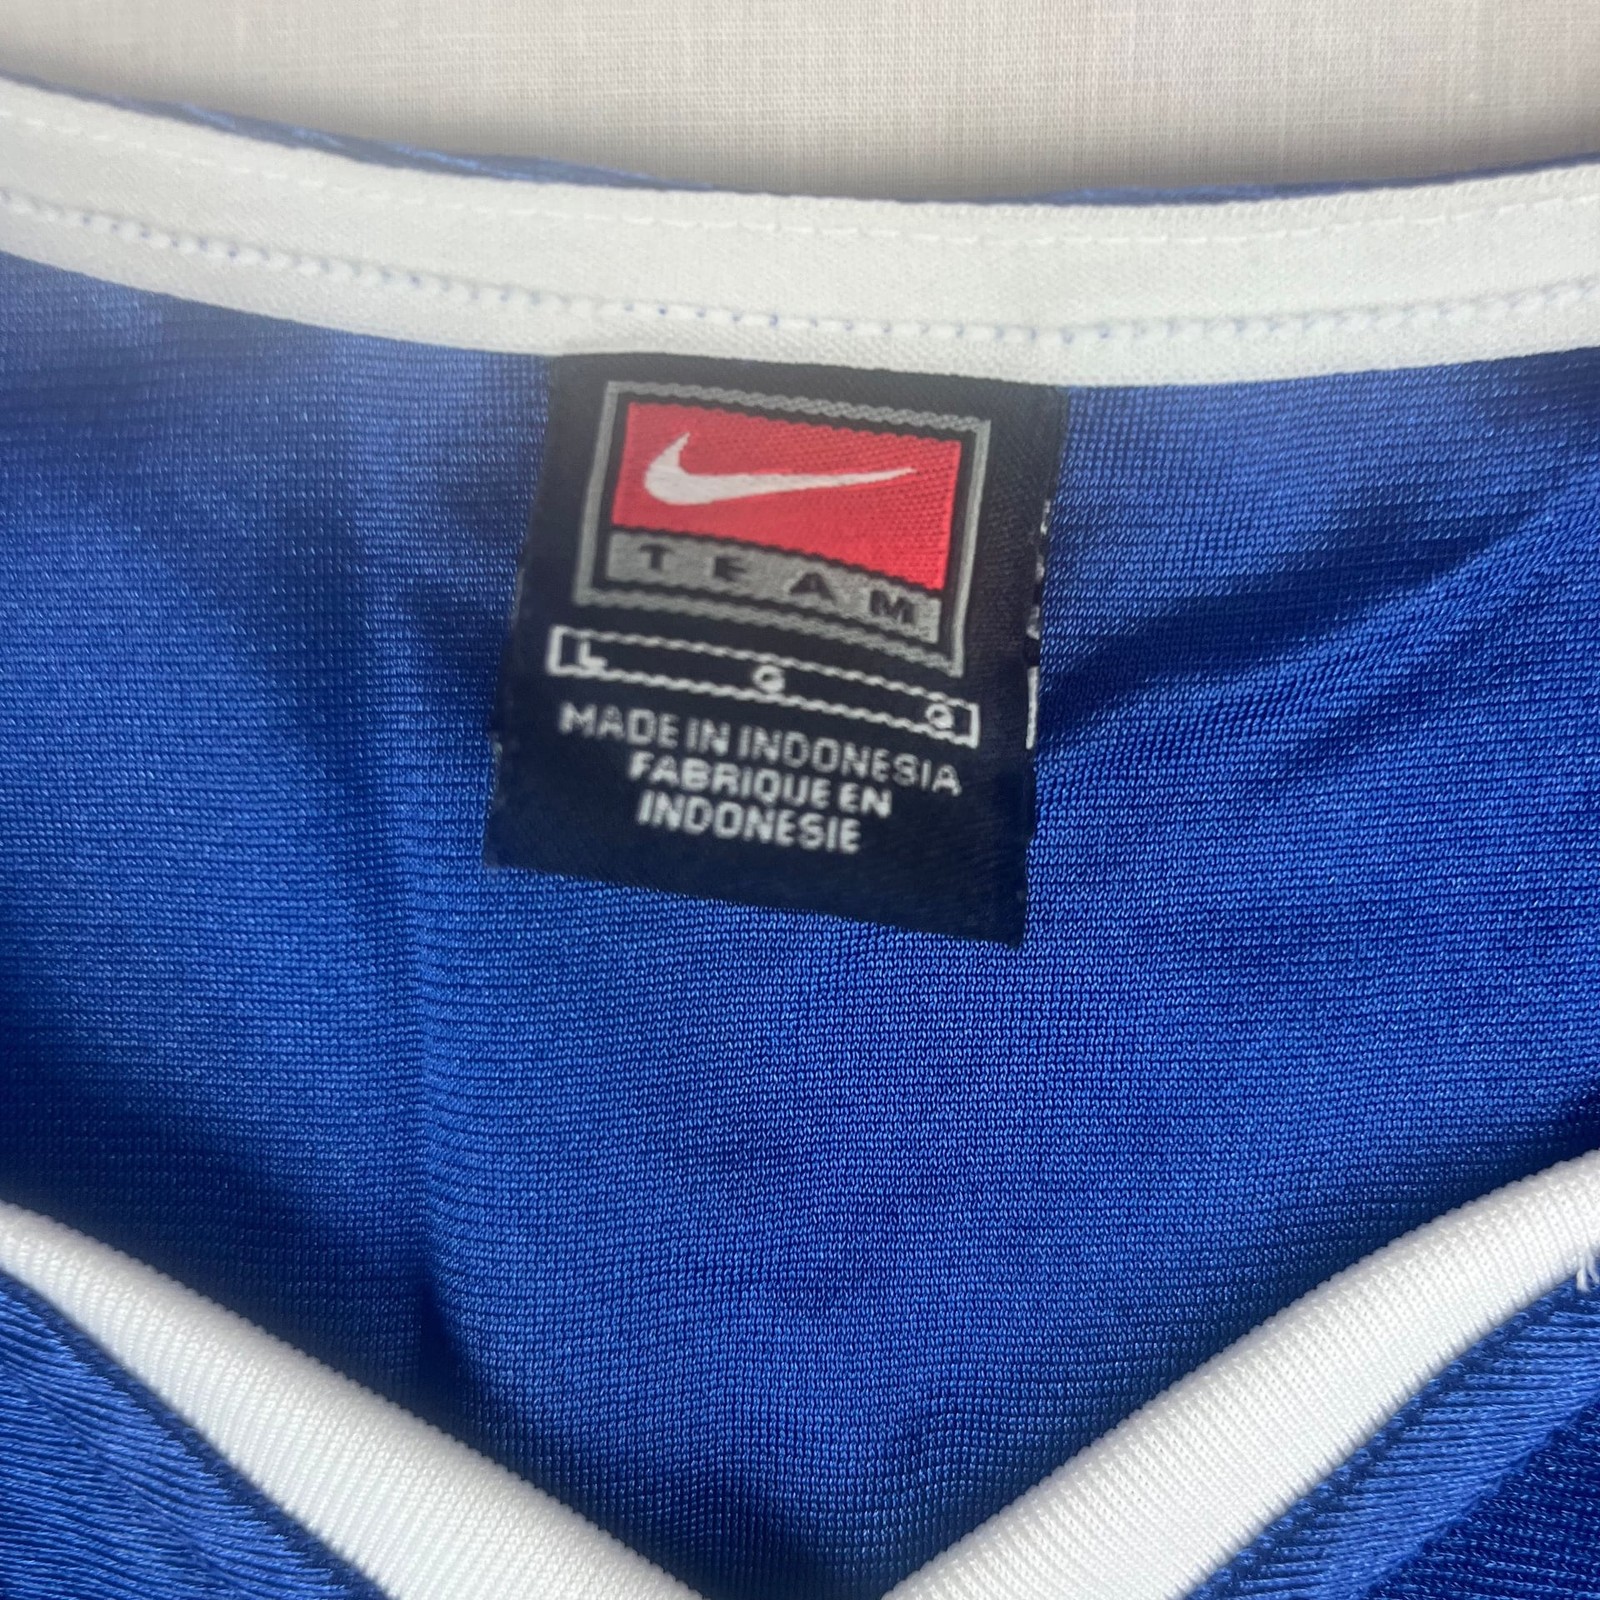 TEAM
L G G
MADE IN INDONESIA
FABRIQUE EN
INDONESIE